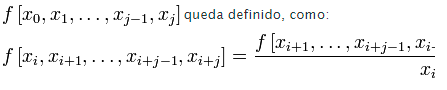 f [x₀, x₁, . . . , xⱼ₋₁, xⱼ] queda definido, como:
f [xᵢ, xᵢ₊₁, . . . , xᵢ₊ⱼ₋₁, xᵢ₊ⱼ] = f [xᵢ₊₁, . . . , xᵢ₊ⱼ₋₁, xᵢ
xᵢ